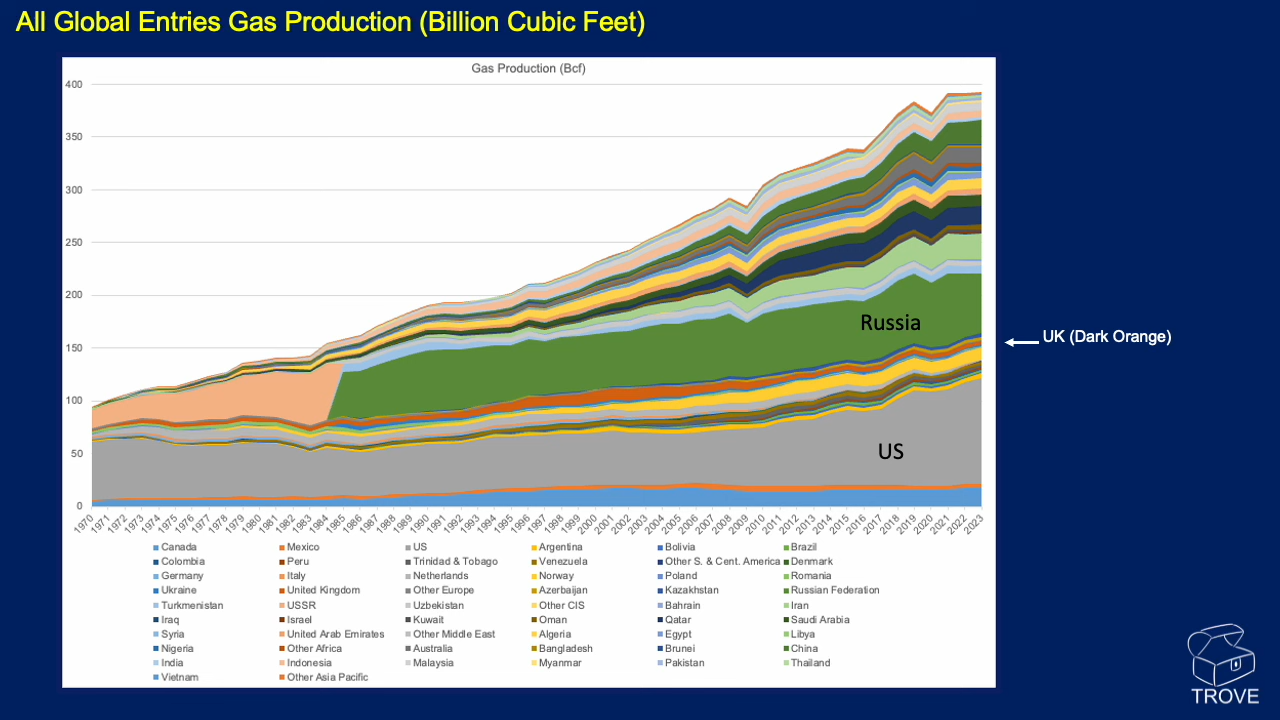 All Global Entries Gas Production (Billion Cubic Feet)
Gas Production (Bcf)
400
350
300
250
200
150
100
50
0
Russia
US
UK (Dark Orange)
1970 1971 1972 1973 1974 1975 1976 1977 1978 1979 1980 1981 1982 1983 1984 1985 1986 1987 1988 1989 1990 1991 1992 1993 1994 1995 1996 1997 1998 1999 2000 2001 2002 2003 2004 2005 2006 2007 2008 2009 2010 2011 2012 2013 2014 2015 2016 2017 2018 2019 2020 2021 2022 2023
Canada Mexico US Argentina Bolivia Brazil
Colombia Peru Trinidad & Tobago Venezuela Other S. & Cent. America Denmark
Germany Italy Netherlands Norway Poland Romania
Ukraine United Kingdom Other Europe Azerbaijan Kazakhstan Russian Federation
Turkmenistan USSR Uzbekistan Other CIS Bahrain Iran
Iraq Israel Kuwait Oman Qatar Saudi Arabia
Syria United Arab Emirates Other Middle East Algeria Egypt Libya
Nigeria Other Africa Australia Bangladesh Brunei China
India Indonesia Malaysia Myanmar Pakistan Thailand
Vietnam Other Asia Pacific
TROVE